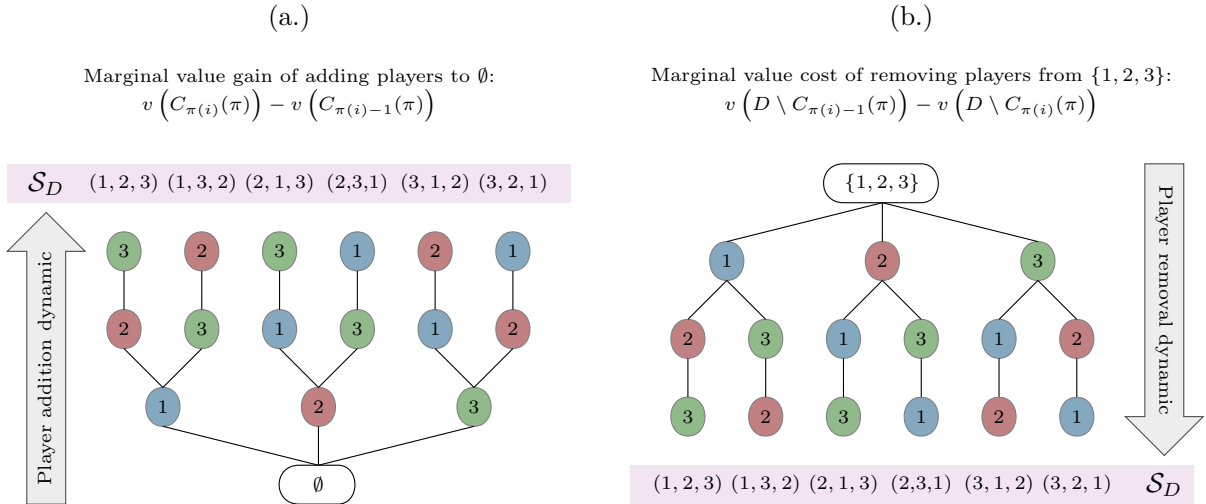 (a.)
Marginal value gain of adding players to ∅:
v (C_{π(i)}(π)) − v (C_{π(i)−1}(π))
𝒮_D (1, 2, 3) (1, 3, 2) (2, 1, 3) (2,3,1) (3, 1, 2) (3, 2, 1)
Player addition dynamic
3 2 3 1 2 1
2 3 1 3 1 2
1 2 3
∅
(b.)
Marginal value cost of removing players from {1, 2, 3}:
v (D \ C_{π(i)−1}(π)) − v (D \ C_{π(i)}(π))
{1, 2, 3}
1 2 3
2 3 1 3 1 2
3 2 3 1 2 1
Player removal dynamic
(1, 2, 3) (1, 3, 2) (2, 1, 3) (2,3,1) (3, 1, 2) (3, 2, 1) 𝒮_D